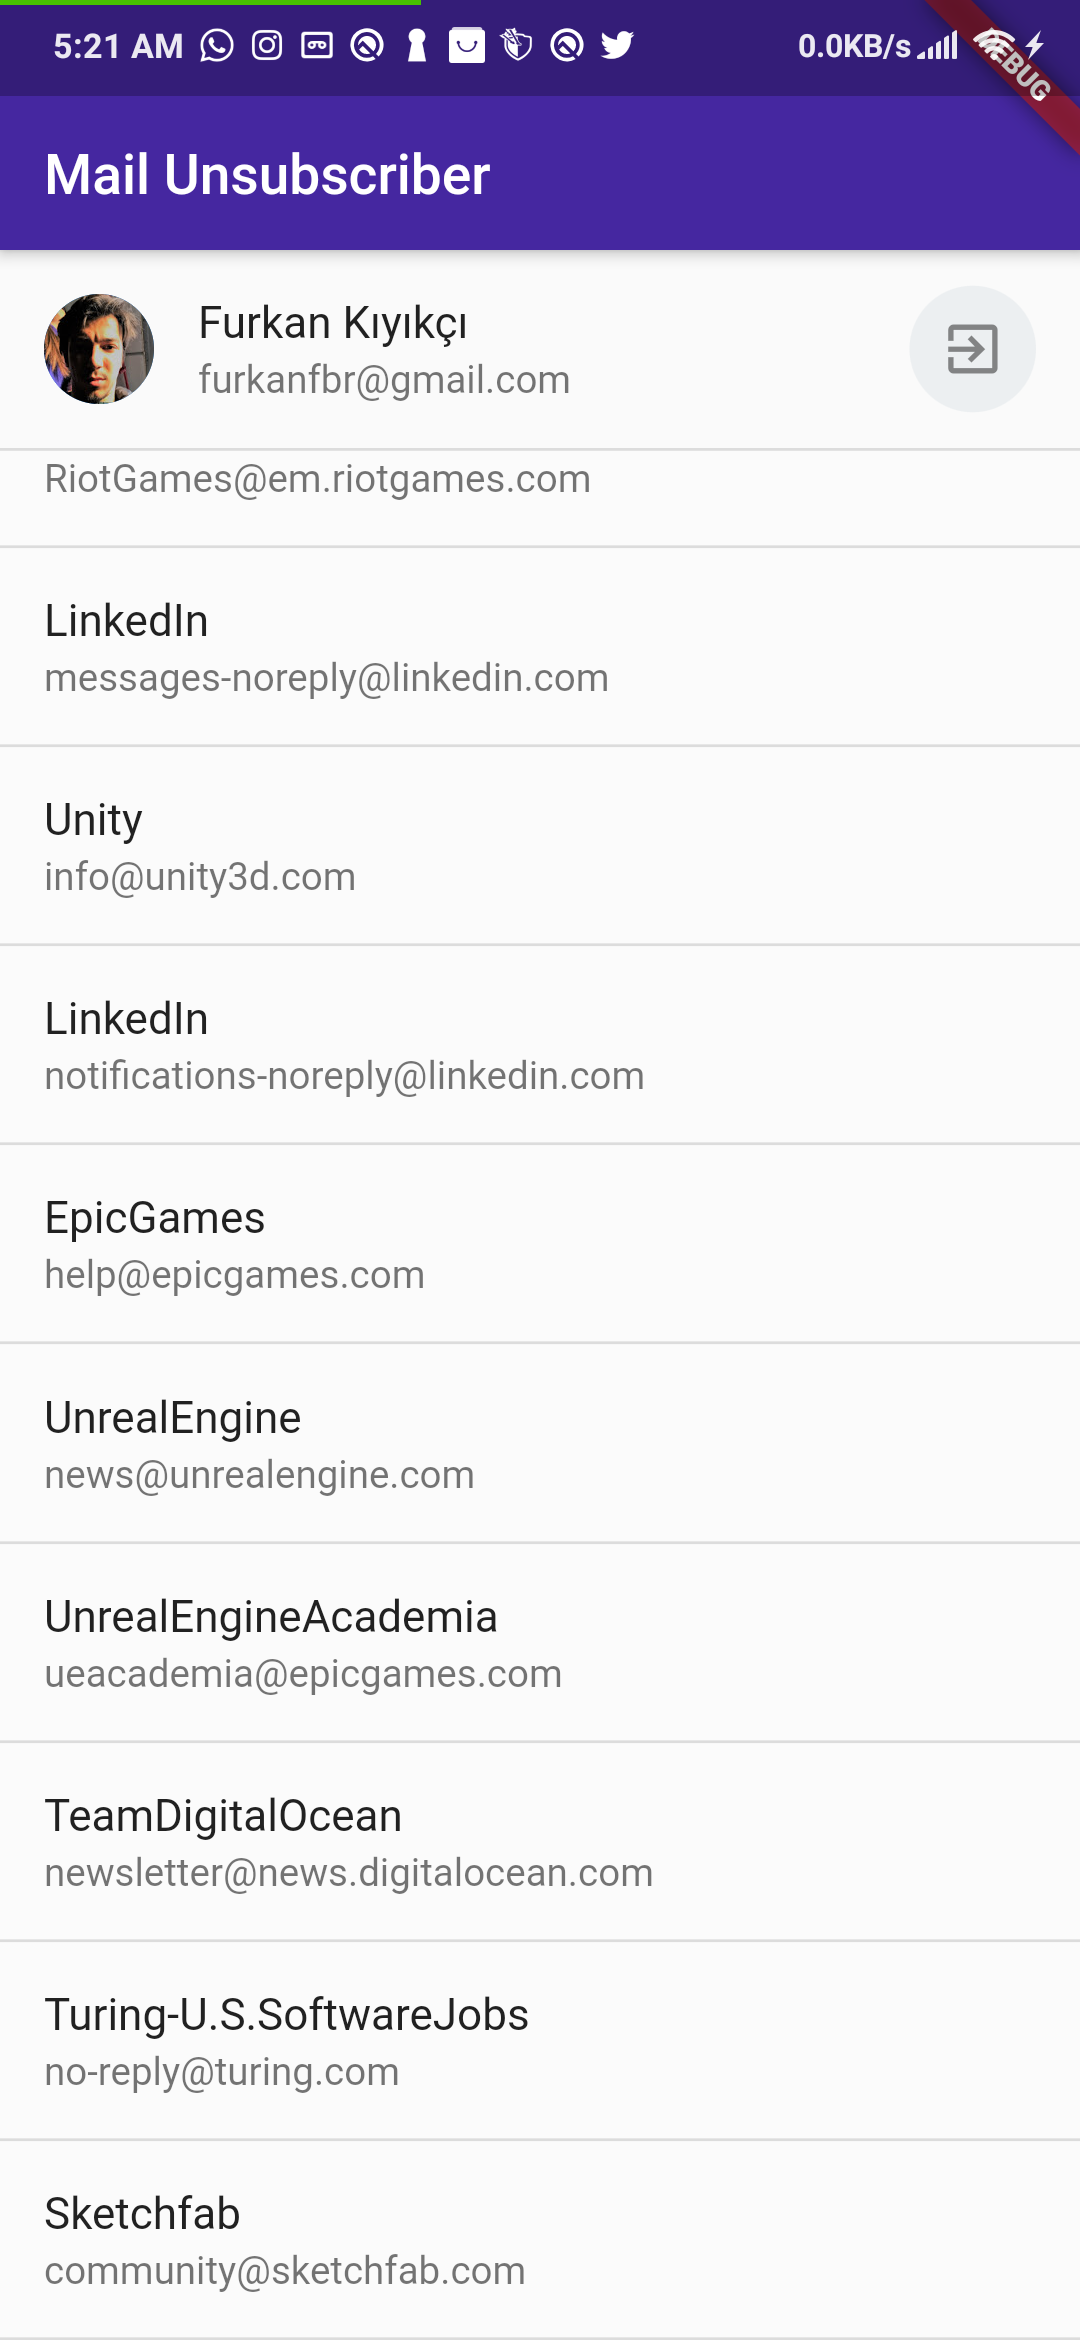 5:21 AM
0.0KB/s
Mail Unsubscriber
Furkan Kıyıkçı
furkanfbr@gmail.com
RiotGames@em.riotgames.com
LinkedIn
messages-noreply@linkedin.com
Unity
info@unity3d.com
LinkedIn
notifications-noreply@linkedin.com
EpicGames
help@epicgames.com
UnrealEngine
news@unrealengine.com
UnrealEngineAcademia
ueacademia@epicgames.com
TeamDigitalOcean
newsletter@news.digitalocean.com
Turing-U.S.SoftwareJobs
no-reply@turing.com
Sketchfab
community@sketchfab.com